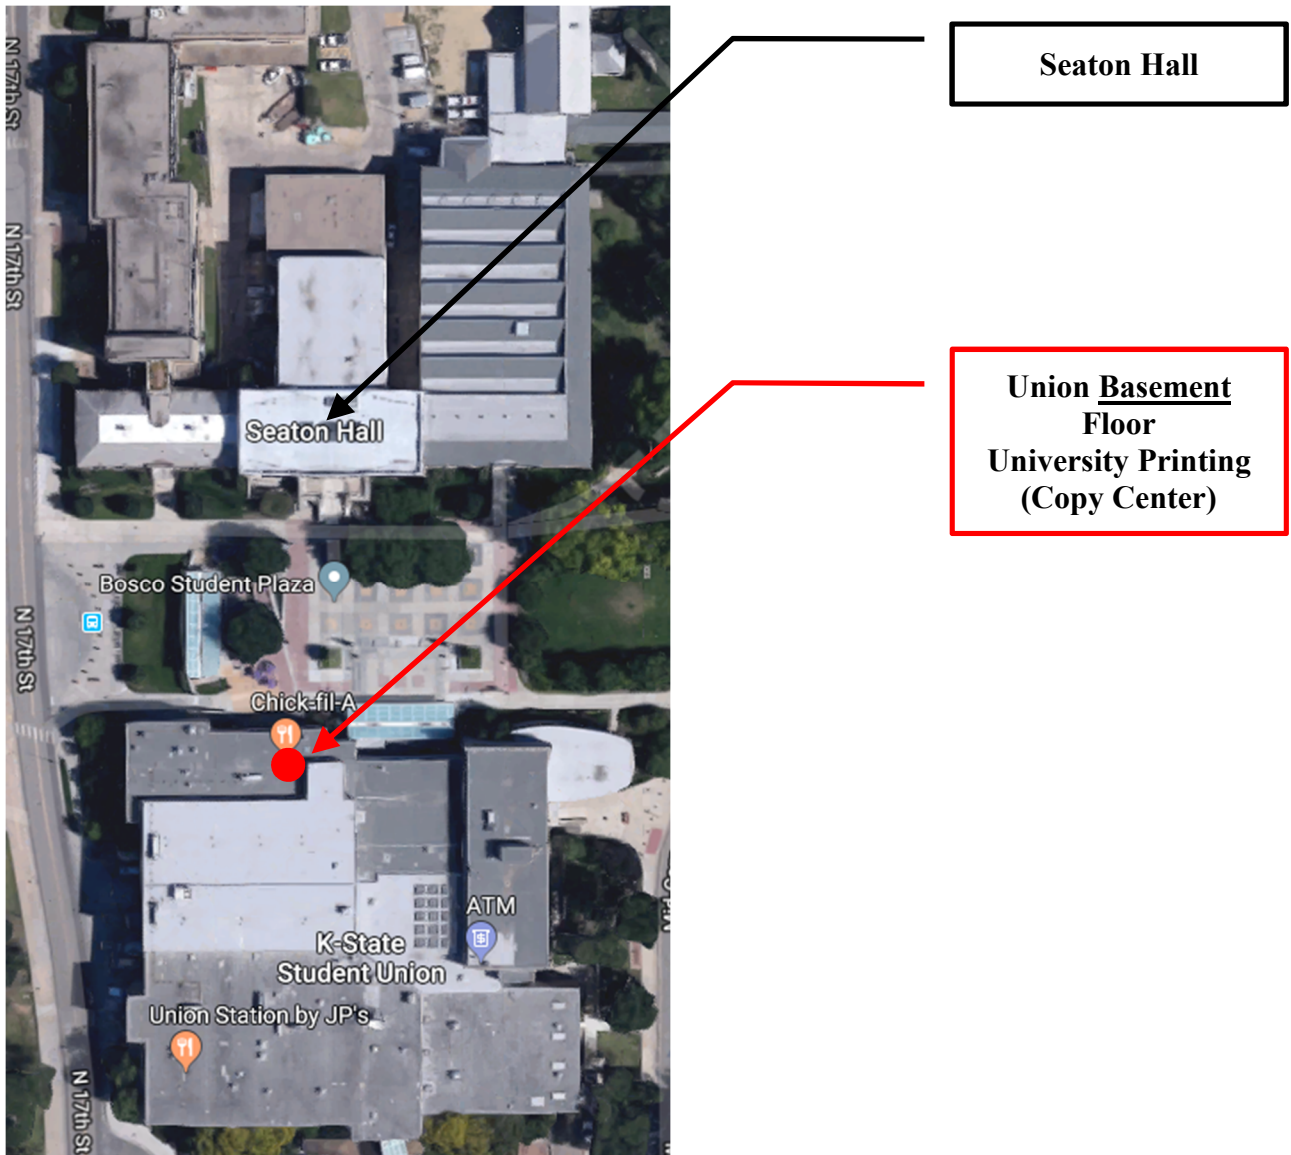 N 17th St
Seaton Hall
N 17th St
Union Basement
Floor
University Printing
(Copy Center)
Seaton Hall
Bosco Student Plaza
N 17th St
Chick-fil-A
ATM
K-State
Student Union
Union Station by JP's
N 17th St